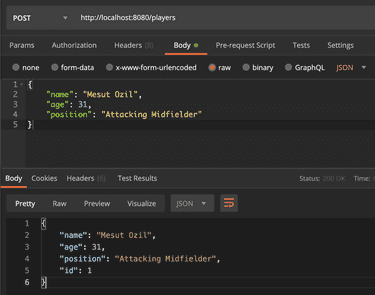 POST http://localhost:8080/players
Params Authorization Headers (8) Body Pre-request Script Tests Settings
none form-data x-www-form-urlencoded raw binary GraphQL JSON
1 {
2 "name": "Mesut Ozil",
3 "age": 31,
4 "position": "Attacking Midfielder"
5 }
Body Cookies Headers (6) Test Results Status: 200 OK Time:
Pretty Raw Preview Visualize JSON
1 {
2 "name": "Mesut Ozil",
3 "age": 31,
4 "position": "Attacking Midfielder",
5 "id": 1
6 }